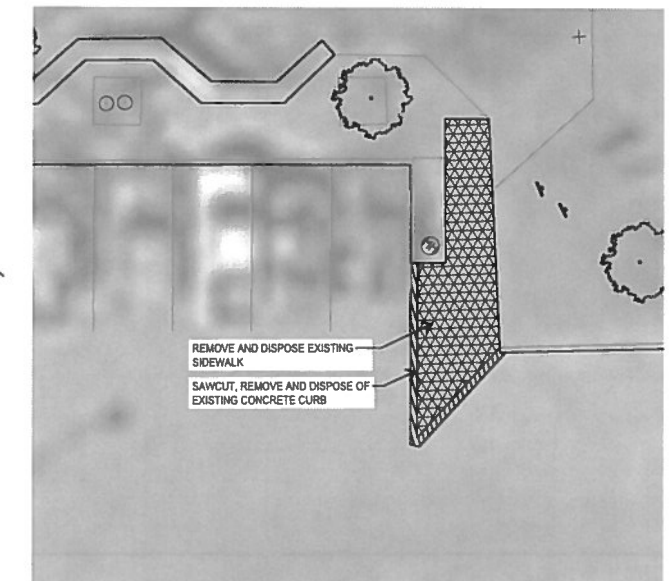 REMOVE AND DISPOSE EXISTING
SIDEWALK
SAWCUT, REMOVE AND DISPOSE OF
EXISTING CONCRETE CURB